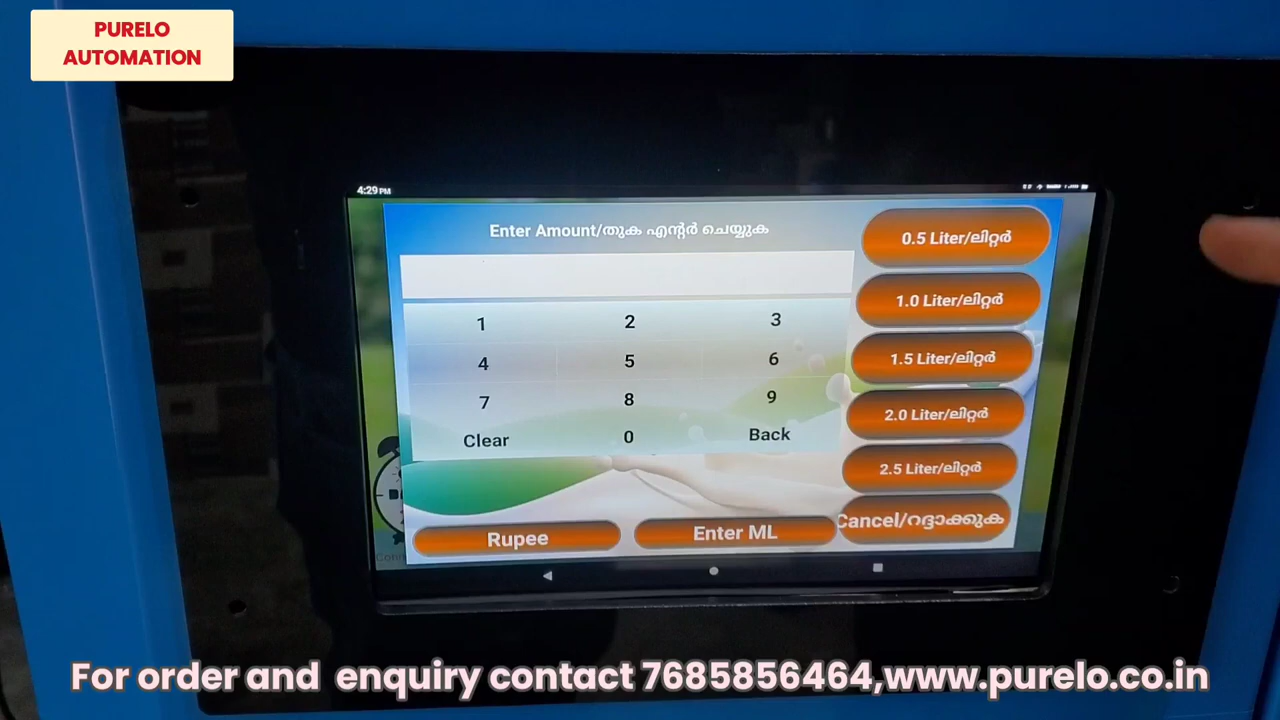 PURELO
AUTOMATION
4:29 PM
Enter Amount/തുക എന്റർ ചെയ്യുക
0.5 Liter/ലിറ്റർ
1.0 Liter/ലിറ്റർ
1.5 Liter/ലിറ്റർ
2.0 Liter/ലിറ്റർ
2.5 Liter/ലിറ്റർ
Cancel/റദ്ദാക്കുക
1 2 3
4 5 6
7 8 9
Clear 0 Back
Rupee Enter ML
For order and enquiry contact 7685856464,www.purelo.co.in